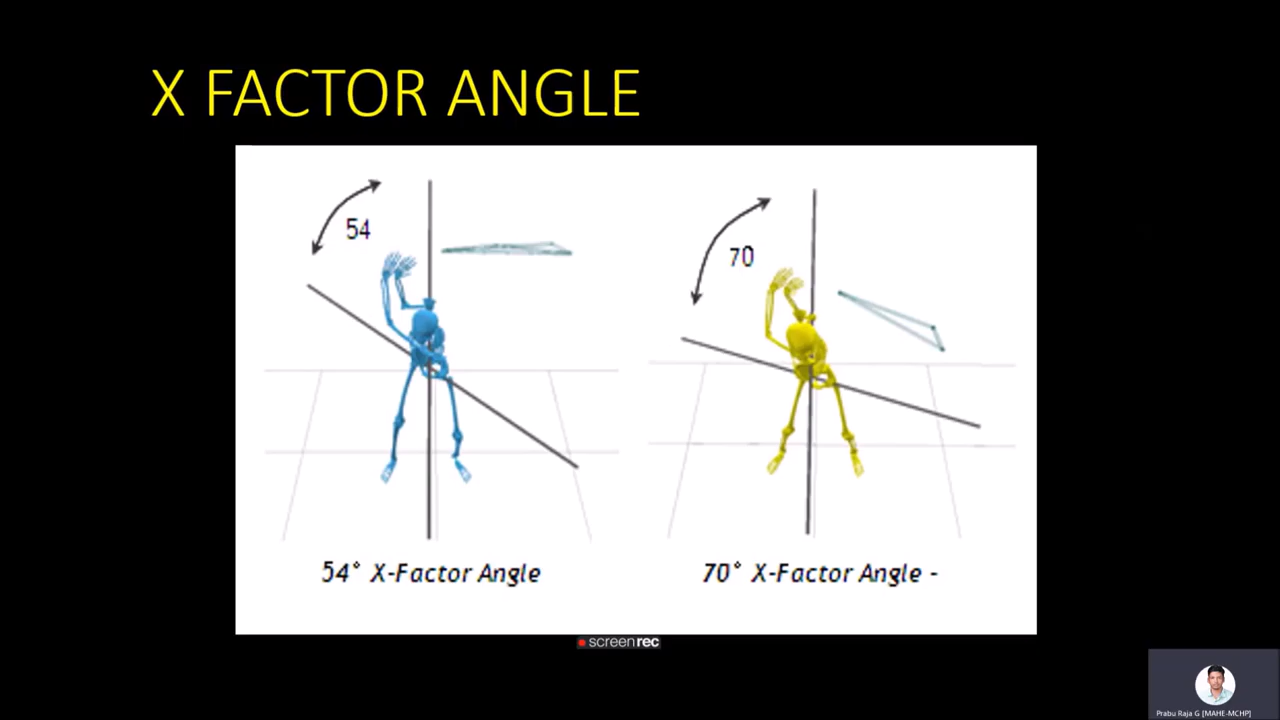 X FACTOR ANGLE
54
70
54° X-Factor Angle
70° X-Factor Angle -
screenrec
Prabu Raja G [MAHE-MCHP]